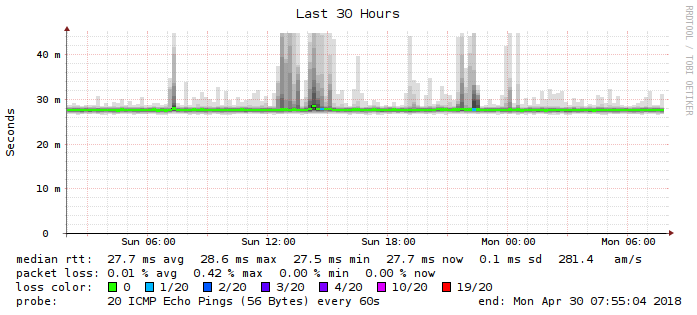 Last 30 Hours
RRDTOOL / TOBI OETIKER
Seconds
40 m
30 m
20 m
10 m
0
Sun 06:00 Sun 12:00 Sun 18:00 Mon 00:00 Mon 06:00
median rtt: 27.7 ms avg 28.6 ms max 27.5 ms min 27.7 ms now 0.1 ms sd 281.4 am/s
packet loss: 0.01 % avg 0.42 % max 0.00 % min 0.00 % now
loss color: 0 1/20 2/20 3/20 4/20 10/20 19/20
probe: 20 ICMP Echo Pings (56 Bytes) every 60s end: Mon Apr 30 07:55:04 2018